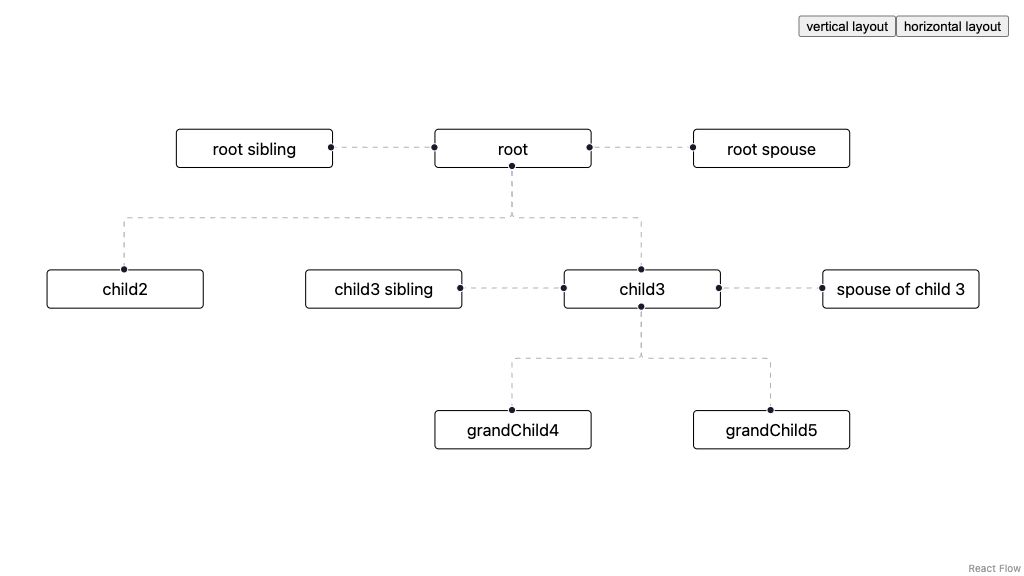 vertical layout
horizontal layout
root sibling
root
root spouse
child2
child3 sibling
child3
spouse of child 3
grandChild4
grandChild5
React Flow